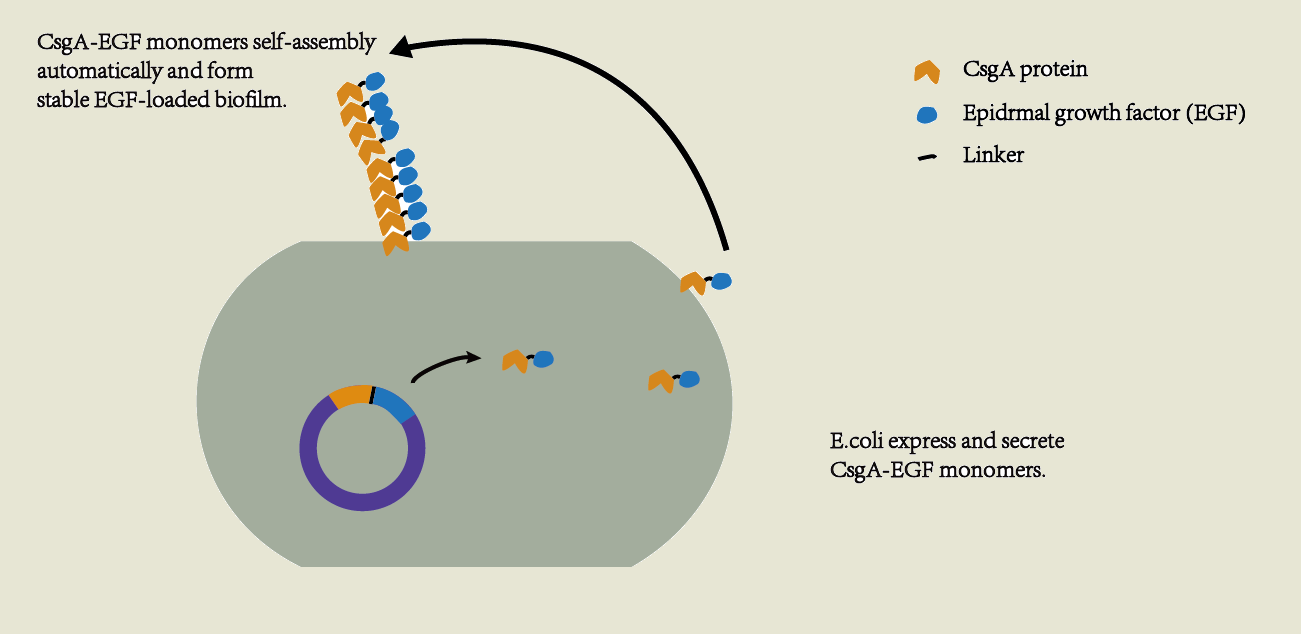 CsgA-EGF monomers self-assembly
automatically and form
stable EGF-loaded biofilm.
CsgA protein
Epidrmal growth factor (EGF)
Linker
E.coli express and secrete
CsgA-EGF monomers.